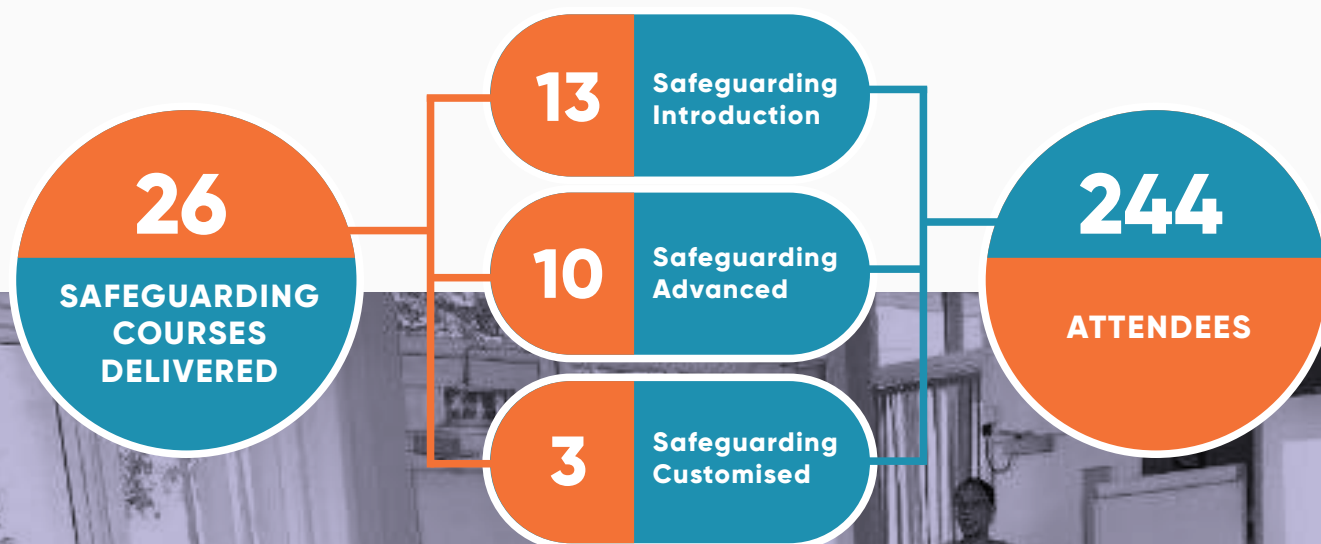 26
SAFEGUARDING
COURSES
DELIVERED
13
Safeguarding
Introduction
10
Safeguarding
Advanced
3
Safeguarding
Customised
244
ATTENDEES